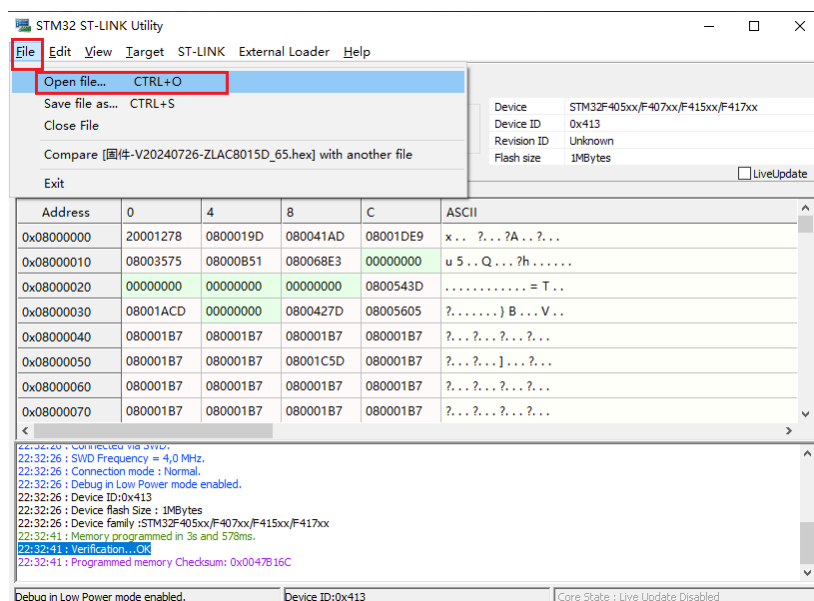 STM32 ST-LINK Utility
File Edit View Target ST-LINK External Loader Help
Open file... CTRL+O
Save file as... CTRL+S
Close File
Compare [固件-V20240726-ZLAC8015D_65.hex] with another file
Exit
Device STM32F405xx/F407xx/F415xx/F417xx
Device ID 0x413
Revision ID Unknown
Flash size 1MBytes
LiveUpdate
Address 0 4 8 C ASCII
0x08000000 20001278 0800019D 080041AD 08001DE9 x . . ? . . . ?A . . ? . . .
0x08000010 08003575 08000B51 080068E3 00000000 u 5 . . Q . . . ?h . . . . . .
0x08000020 00000000 00000000 00000000 0800543D . . . . . . . . . . . . = T . .
0x08000030 08001ACD 00000000 0800427D 08005605 ? . . . . . . . } B . . . V . .
0x08000040 080001B7 080001B7 080001B7 080001B7 ? . . . ? . . . ? . . . ? . . .
0x08000050 080001B7 080001B7 08001C5D 080001B7 ? . . . ? . . . ] . . . ? . . .
0x08000060 080001B7 080001B7 080001B7 080001B7 ? . . . ? . . . ? . . . ? . . .
0x08000070 080001B7 080001B7 080001B7 080001B7 ? . . . ? . . . ? . . . ? . . .
22:32:26 : Connected via SWD.
22:32:26 : SWD Frequency = 4,0 MHz.
22:32:26 : Connection mode : Normal.
22:32:26 : Debug in Low Power mode enabled.
22:32:26 : Device ID:0x413
22:32:26 : Device flash Size : 1MBytes
22:32:26 : Device family :STM32F405xx/F407xx/F415xx/F417xx
22:32:41 : Memory programmed in 3s and 578ms.
22:32:41 : Verification...OK
22:32:41 : Programmed memory Checksum: 0x0047B16C
Debug in Low Power mode enabled. Device ID:0x413 Core State : Live Update Disabled